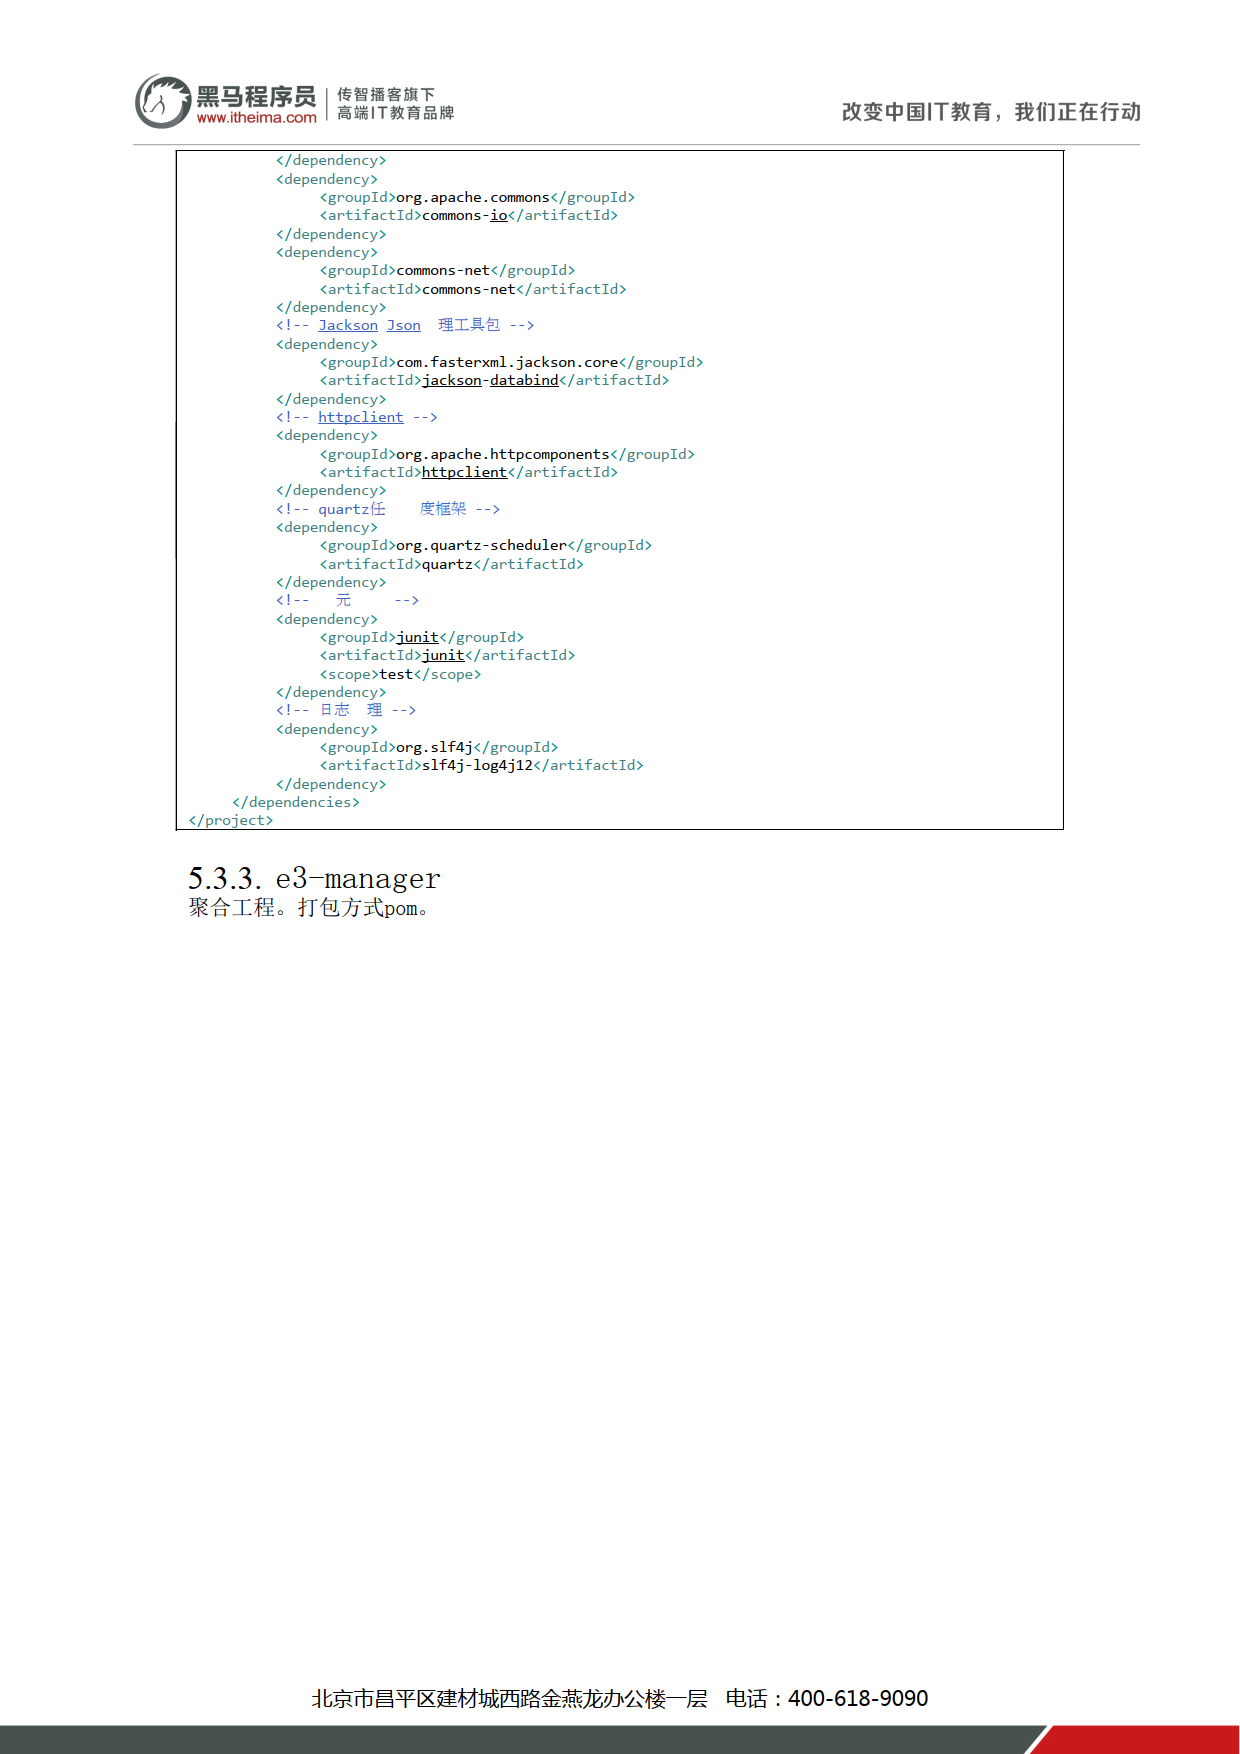 黑马程序员
www.itheima.com
传智播客旗下
高端IT教育品牌
改变中国IT教育，我们正在行动
</dependency>
<dependency>
<groupId>org.apache.commons</groupId>
<artifactId>commons-io</artifactId>
</dependency>
<dependency>
<groupId>commons-net</groupId>
<artifactId>commons-net</artifactId>
</dependency>
<!-- Jackson Json  理工具包 -->
<dependency>
<groupId>com.fasterxml.jackson.core</groupId>
<artifactId>jackson-databind</artifactId>
</dependency>
<!-- httpclient -->
<dependency>
<groupId>org.apache.httpcomponents</groupId>
<artifactId>httpclient</artifactId>
</dependency>
<!-- quartz任    度框架 -->
<dependency>
<groupId>org.quartz-scheduler</groupId>
<artifactId>quartz</artifactId>
</dependency>
<!--   元     -->
<dependency>
<groupId>junit</groupId>
<artifactId>junit</artifactId>
<scope>test</scope>
</dependency>
<!-- 日志  理 -->
<dependency>
<groupId>org.slf4j</groupId>
<artifactId>slf4j-log4j12</artifactId>
</dependency>
</dependencies>
</project>
5.3.3. e3-manager
聚合工程。打包方式pom。
北京市昌平区建材城西路金燕龙办公楼一层 电话：400-618-9090